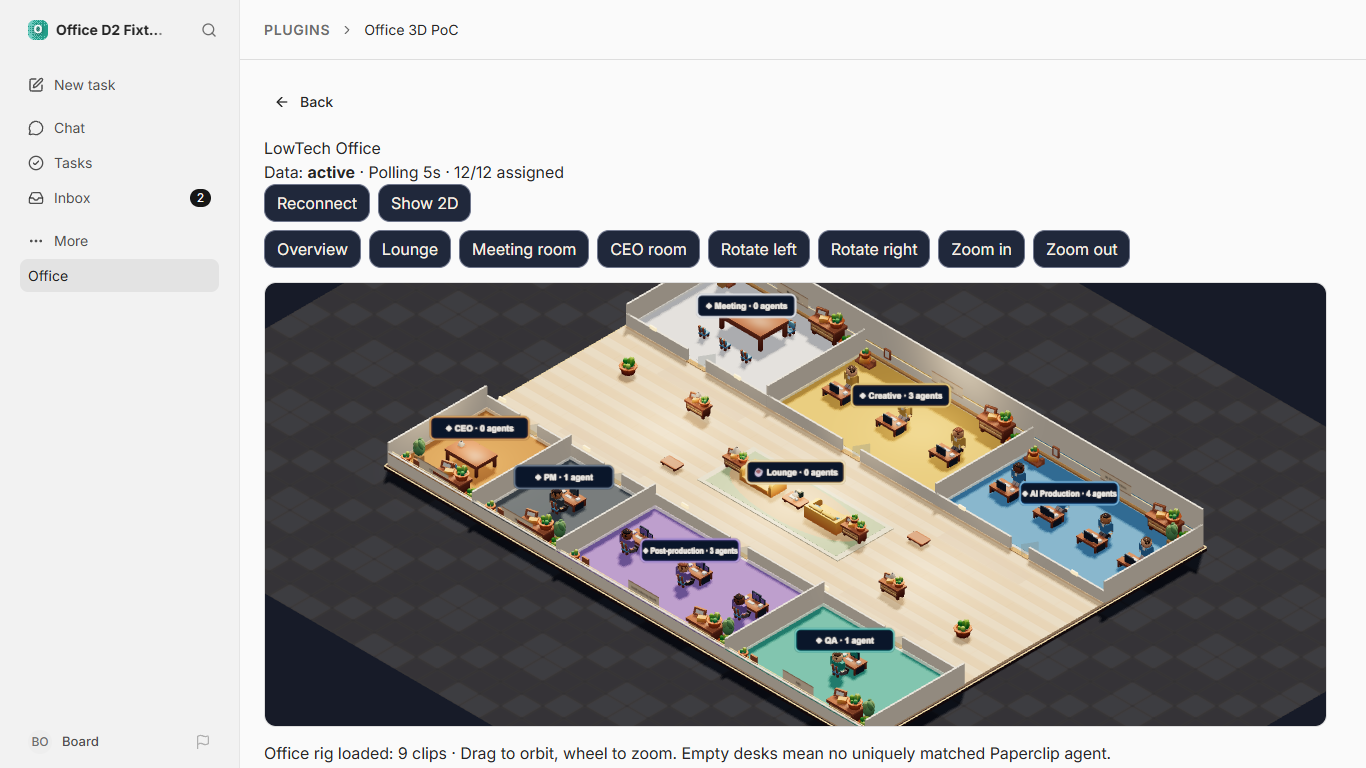 Office D2 Fixt...
PLUGINS > Office 3D PoC
New task
Chat
Tasks
Inbox 2
More
Office
BO Board
Back
LowTech Office
Data: active · Polling 5s · 12/12 assigned
Reconnect Show 2D
Overview Lounge Meeting room CEO room Rotate left Rotate right Zoom in Zoom out
Meeting · 0 agents
Creative · 3 agents
CEO · 0 agents
Lounge · 0 agents
PM · 1 agent
AI Production · 4 agents
Post-production · 3 agents
QA · 1 agent
Office rig loaded: 9 clips · Drag to orbit, wheel to zoom. Empty desks mean no uniquely matched Paperclip agent.